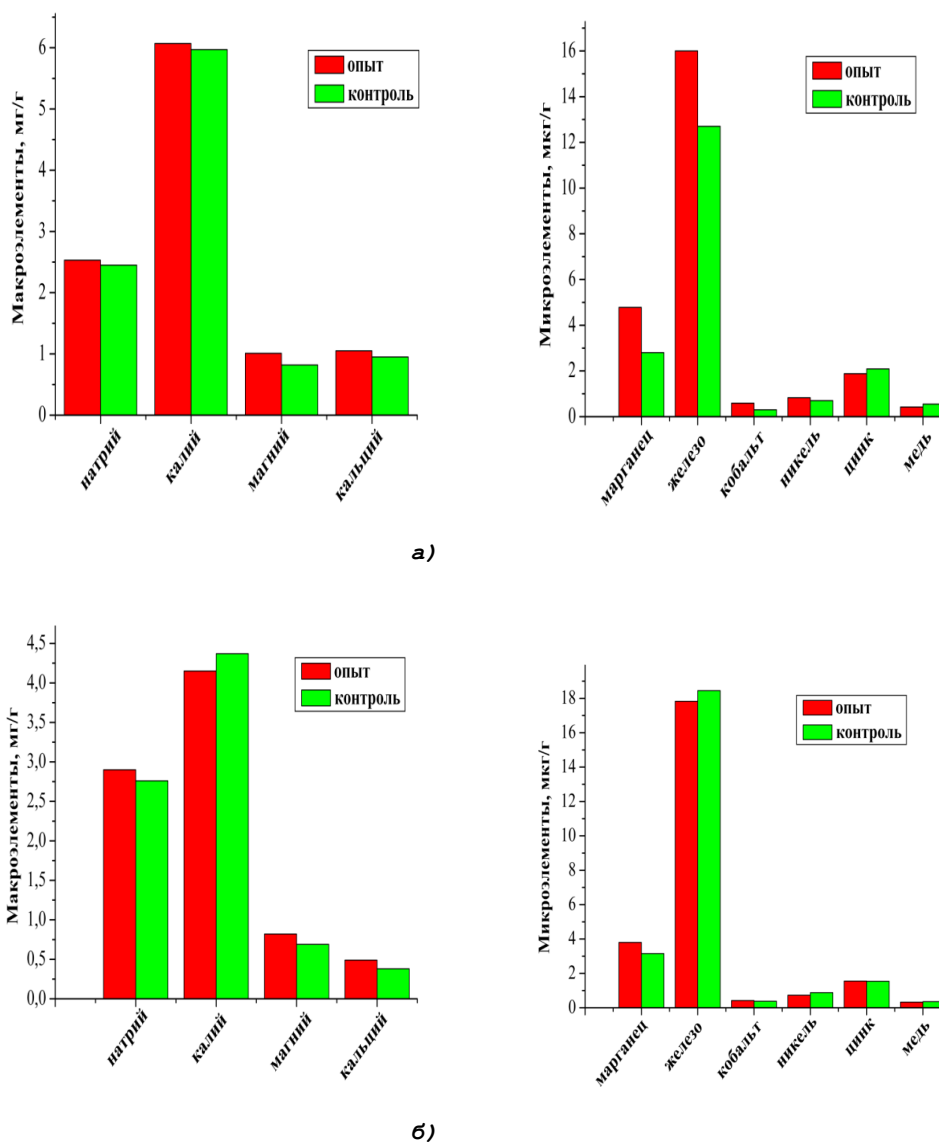 Макроэлементы, мг/г
6
5
4
3
2
1
0
опыт
контроль
натрий
калий
магний
кальций
Микроэлементы, мкг/г
16
14
12
10
8
6
4
2
0
опыт
контроль
марганец
железо
кобальт
никель
цинк
медь
а)
Макроэлементы, мг/г
4,5
4,0
3,5
3,0
2,5
2,0
1,5
1,0
0,5
0,0
опыт
контроль
натрий
калий
магний
кальций
Микроэлементы, мкг/г
18
16
14
12
10
8
6
4
2
0
опыт
контроль
марганец
железо
кобальт
никель
цинк
медь
б)